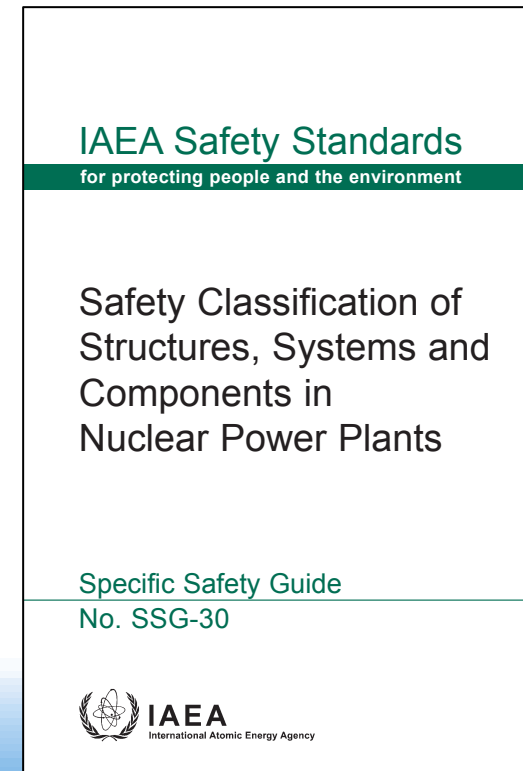 IAEA Safety Standards
for protecting people and the environment
Safety Classification of
Structures, Systems and
Components in
Nuclear Power Plants
Specific Safety Guide
No. SSG-30
IAEA
International Atomic Energy Agency